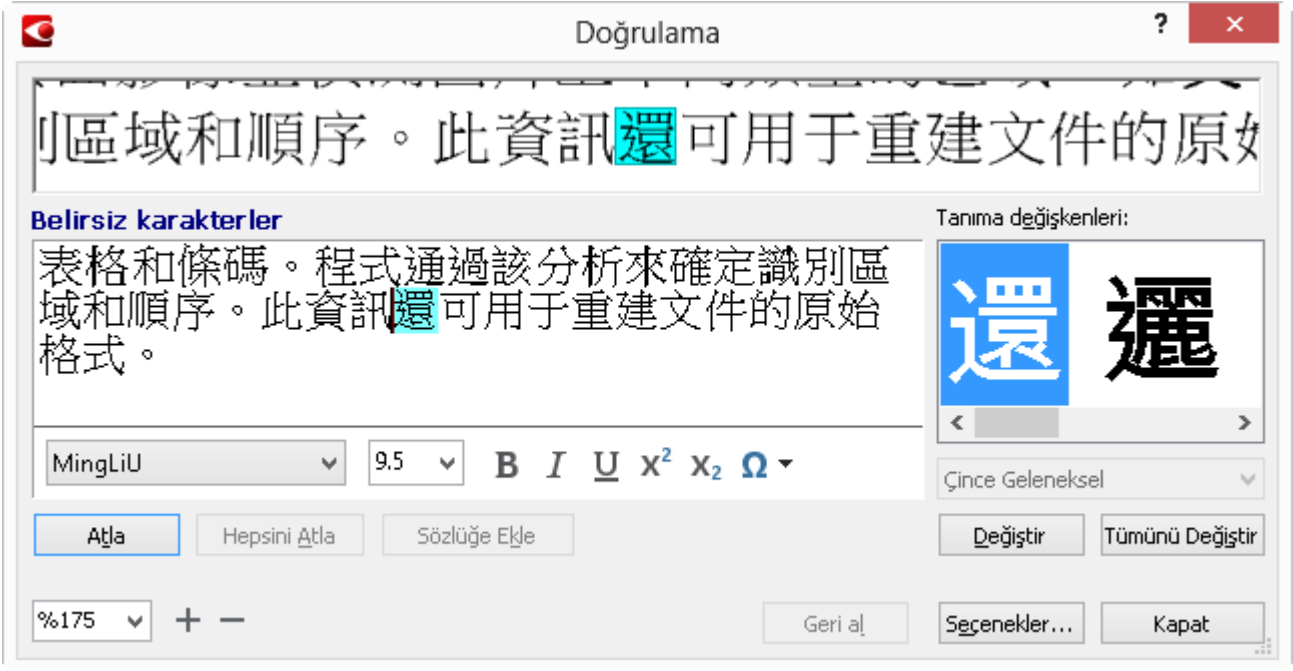 Doğrulama
?
別區域和順序。此資訊還可用于重建文件的原始
Belirsiz karakterler
Tanıma değişkenleri:
表格和條碼。程式通過該分析來確定識別區
域和順序。此資訊還可用于重建文件的原始
格式。
還 邐
MingLiU 9.5 B I U X² X₂ Ω
Çince Geleneksel
Atla Hepsini Atla Sözlüğe Ekle Değiştir Tümünü Değiştir
%175 + − Geri al Seçenekler... Kapat